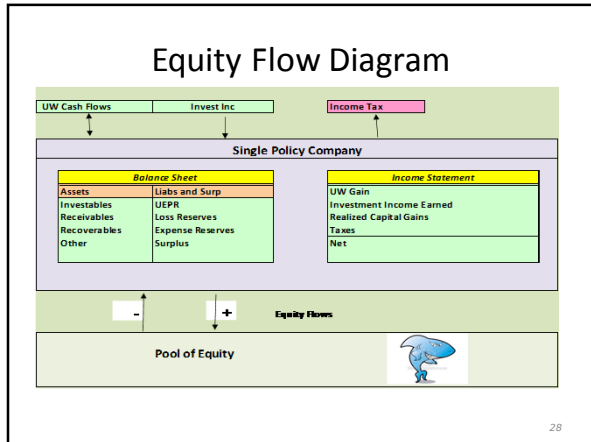 Equity Flow Diagram
UW Cash Flows Invest Inc Income Tax
Single Policy Company
Balance Sheet Income Statement
Assets Liabs and Surp UW Gain
Investables UEPR Investment Income Earned
Receivables Loss Reserves Realized Capital Gains
Recoverables Expense Reserves Taxes
Other Surplus Net
- + Equity Flows
Pool of Equity
28